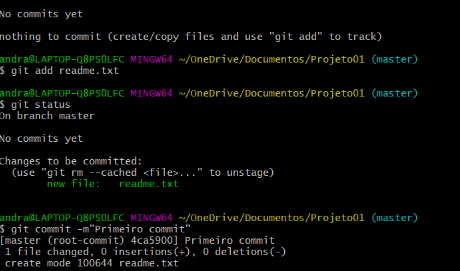 No commits yet
nothing to commit (create/copy files and use "git add" to track)
andra@LAPTOP-Q8PS0LFC MINGW64 ~/OneDrive/Documentos/Projeto01 (master)
$ git add readme.txt
andra@LAPTOP-Q8PS0LFC MINGW64 ~/OneDrive/Documentos/Projeto01 (master)
$ git status
On branch master
No commits yet
Changes to be committed:
  (use "git rm --cached <file>..." to unstage)
        new file:   readme.txt
andra@LAPTOP-Q8PS0LFC MINGW64 ~/OneDrive/Documentos/Projeto01 (master)
$ git commit -m"Primeiro commit"
[master (root-commit) 4ca5900] Primeiro commit
 1 file changed, 0 insertions(+), 0 deletions(-)
 create mode 100644 readme.txt